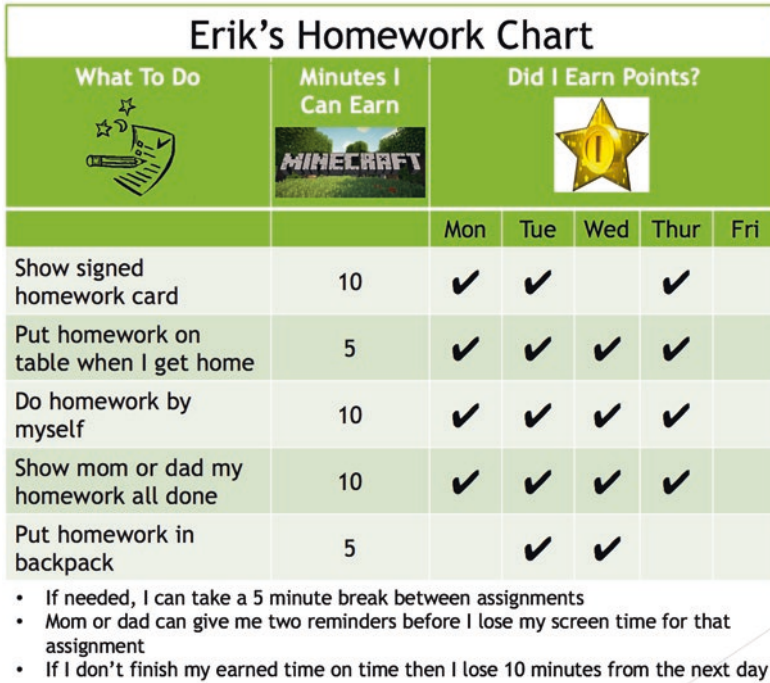 Erik's Homework Chart
What To Do
Minutes I
Can Earn
MINECRAFT
Did I Earn Points?
Mon Tue Wed Thur Fri
Show signed
homework card
10 ✔ ✔ ✔
Put homework on
table when I get home
5 ✔ ✔ ✔ ✔
Do homework by
myself
10 ✔ ✔ ✔ ✔
Show mom or dad my
homework all done
10 ✔ ✔ ✔ ✔
Put homework in
backpack
5 ✔ ✔
• If needed, I can take a 5 minute break between assignments
• Mom or dad can give me two reminders before I lose my screen time for that
assignment
• If I don't finish my earned time on time then I lose 10 minutes from the next day